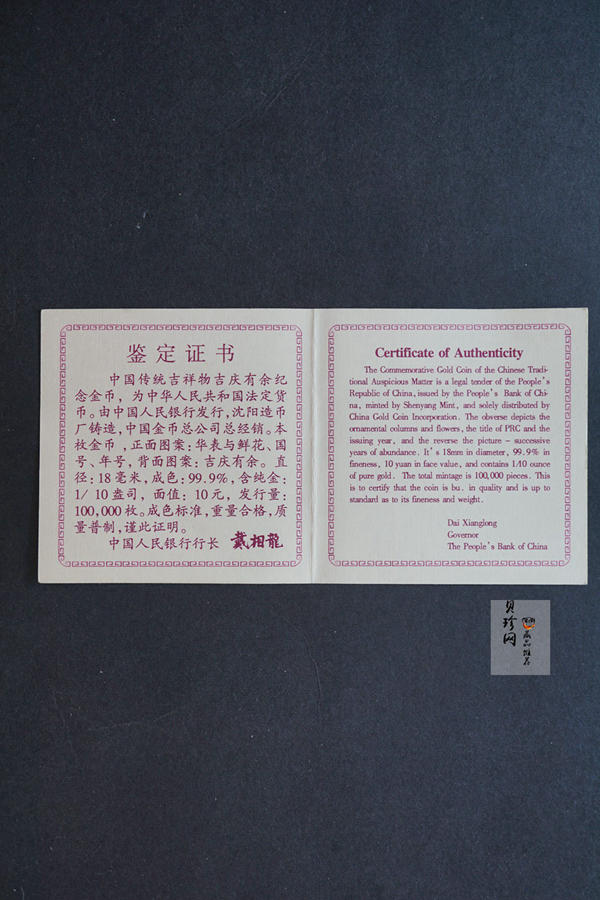 鉴定证书
中国传统吉祥物吉庆有余纪
念金币，为中华人民共和国法定货
币。由中国人民银行发行，沈阳造币
厂铸造，中国金币总公司总经销。本
枚金币，正面图案：华表与鲜花、国
号、年号，背面图案：吉庆有余。直
径：18毫米，成色：99.9%，含纯金：
1/10盎司，面值：10元，发行量：
100,000枚。成色标准，重量合格，质
量普制，谨此证明。
中国人民银行行长 戴相龍
Certificate of Authenticity
The Commemorative Gold Coin of the Chinese Tradi-
tional Auspicious Matter is a legal tender of the People's
Republic of China, issued by the People's Bank of Chi-
na, minted by Shenyang Mint, and solely distributed by
China Gold Coin Incorporation. The obverse depicts the
ornamental columns and flowers, the title of PRC and the
issuing year, and the reverse the picture – successive
years of abundance. It's 18mm in diameter, 99.9% in
fineness, 10 yuan in face value, and contains 1/10 ounce
of pure gold. The total mintage is 100,000 pieces. This
is to certify that the coin is bu. in quality and is up to
standard as to its fineness and weight.
Dai Xianglong
Governor
The People's Bank of China
贝珍网
藏品推荐